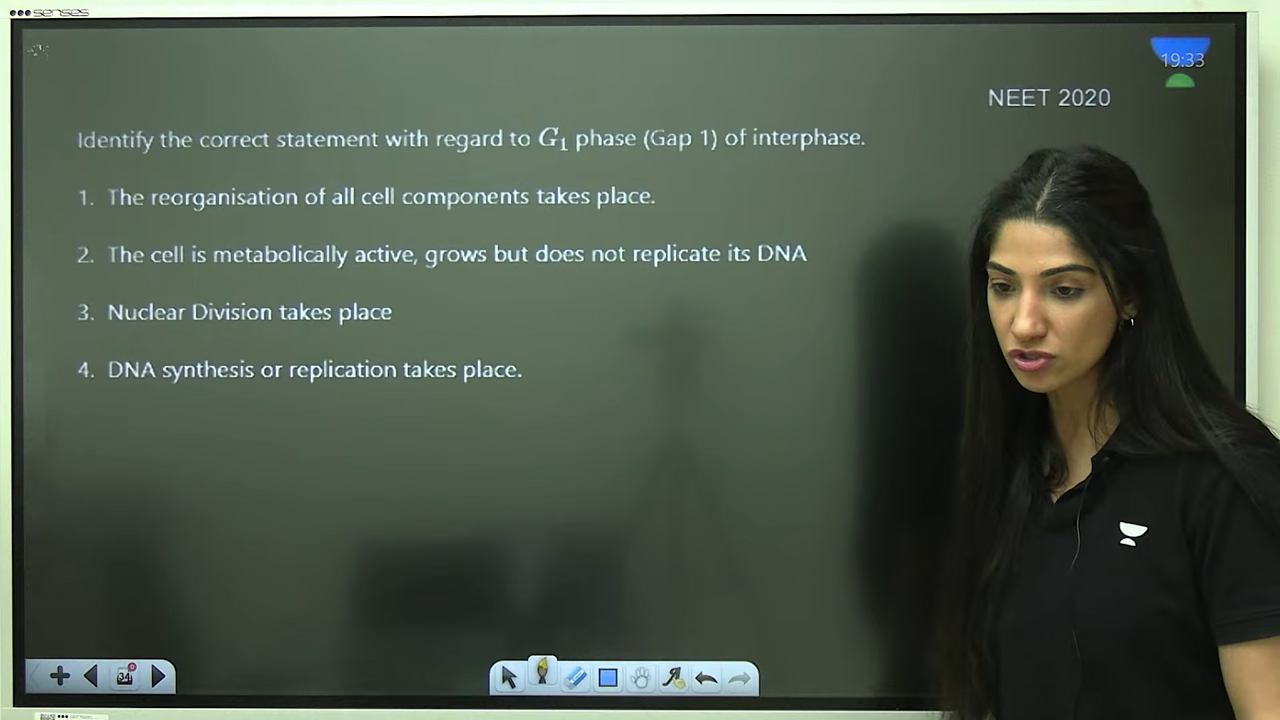 senses
19:33
NEET 2020
Identify the correct statement with regard to G₁ phase (Gap 1) of interphase.
1. The reorganisation of all cell components takes place.
2. The cell is metabolically active, grows but does not replicate its DNA
3. Nuclear Division takes place
4. DNA synthesis or replication takes place.
34